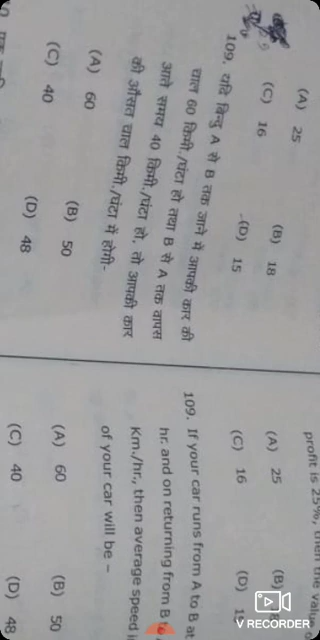 (A) 25 (B) 18
(C) 16 (D) 15
109. यदि बिन्दु A से B तक जाने में आपकी कार की
चाल 60 किमी./घंटा हो तथा B से A तक वापस
आते समय 40 किमी./घंटा हो, तो आपकी कार
की औसत चाल किमी./घंटा में होगी-
(A) 60 (B) 50
(C) 40 (D) 48
profit is 25%, then the value
(A) 25 (B)
(C) 16 (D)
109. If your car runs from A to B at
hr. and on returning from B to
Km./hr., then average speed
of your car will be –
(A) 60 (B) 50
(C) 40 (D) 48
V RECORDER